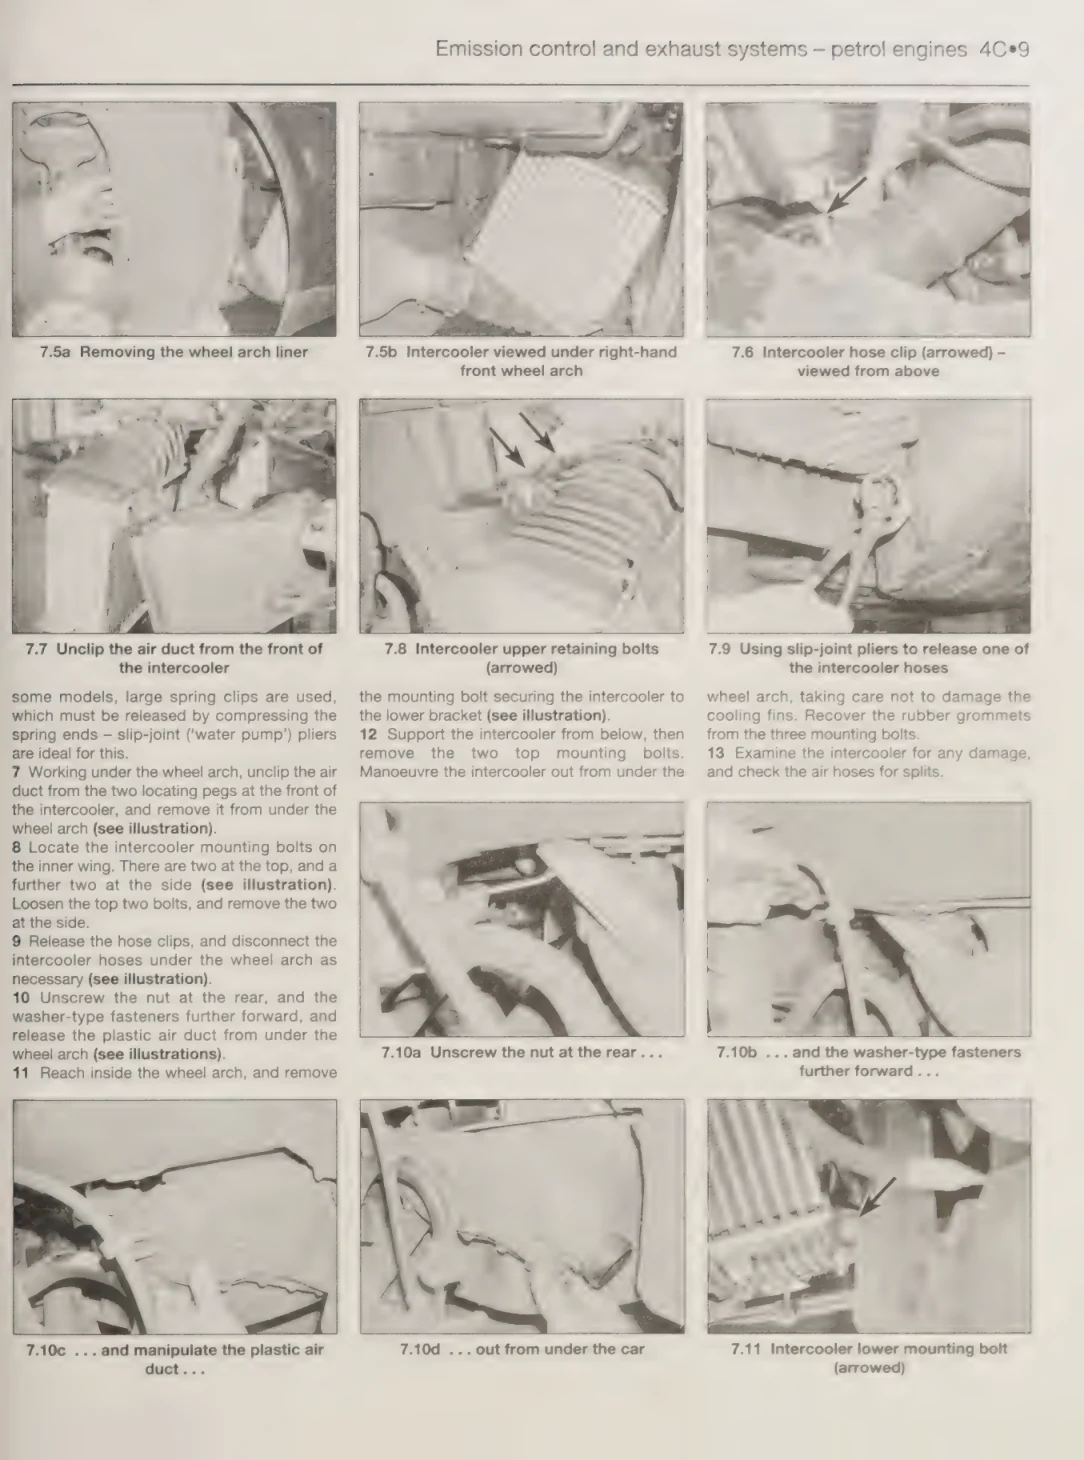 Emission control and exhaust systems – petrol engines 4C•9
7.5a Removing the wheel arch liner
7.5b Intercooler viewed under right-hand
front wheel arch
7.6 Intercooler hose clip (arrowed) –
viewed from above
7.7 Unclip the air duct from the front of
the intercooler
7.8 Intercooler upper retaining bolts
(arrowed)
7.9 Using slip-joint pliers to release one of
the intercooler hoses
some models, large spring clips are used,
which must be released by compressing the
spring ends – slip-joint ('water pump') pliers
are ideal for this.
7 Working under the wheel arch, unclip the air
duct from the two locating pegs at the front of
the intercooler, and remove it from under the
wheel arch (see illustration).
8 Locate the intercooler mounting bolts on
the inner wing. There are two at the top, and a
further two at the side (see illustration).
Loosen the top two bolts, and remove the two
at the side.
9 Release the hose clips, and disconnect the
intercooler hoses under the wheel arch as
necessary (see illustration).
10 Unscrew the nut at the rear, and the
washer-type fasteners further forward, and
release the plastic air duct from under the
wheel arch (see illustrations).
11 Reach inside the wheel arch, and remove
the mounting bolt securing the intercooler to
the lower bracket (see illustration).
12 Support the intercooler from below, then
remove the two top mounting bolts.
Manoeuvre the intercooler out from under the
wheel arch, taking care not to damage the
cooling fins. Recover the rubber grommets
from the three mounting bolts.
13 Examine the intercooler for any damage,
and check the air hoses for splits.
7.10a Unscrew the nut at the rear . . .
7.10b . . . and the washer-type fasteners
further forward . . .
7.10c . . . and manipulate the plastic air
duct . . .
7.10d . . . out from under the car
7.11 Intercooler lower mounting bolt
(arrowed)